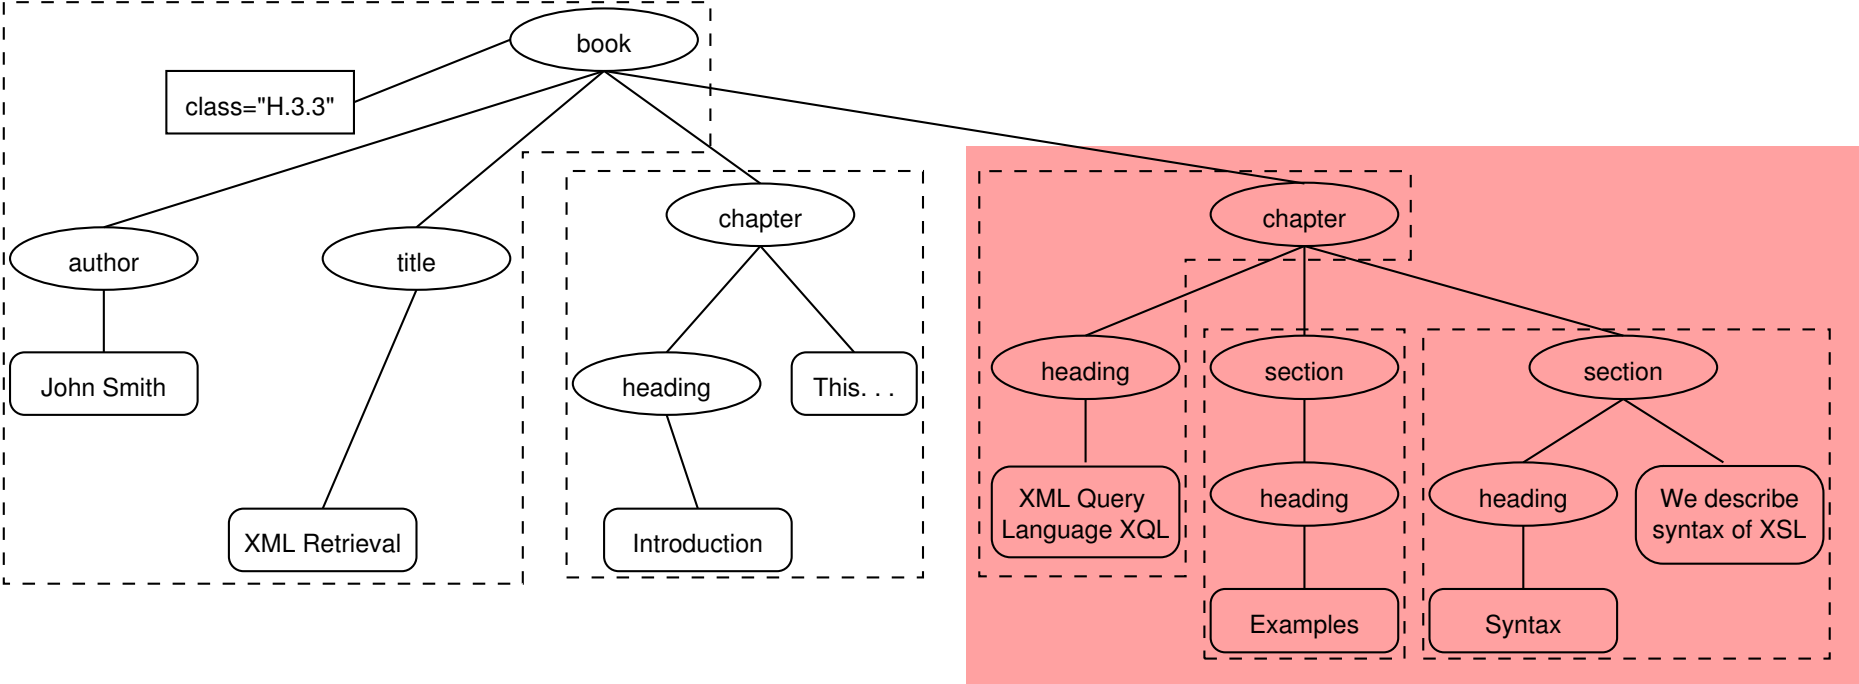 book
class="H.3.3"
chapter
chapter
author
title
heading
section
section
John Smith
heading
This. . .
XML Query
Language XQL
heading
heading
We describe
syntax of XSL
XML Retrieval
Introduction
Examples
Syntax